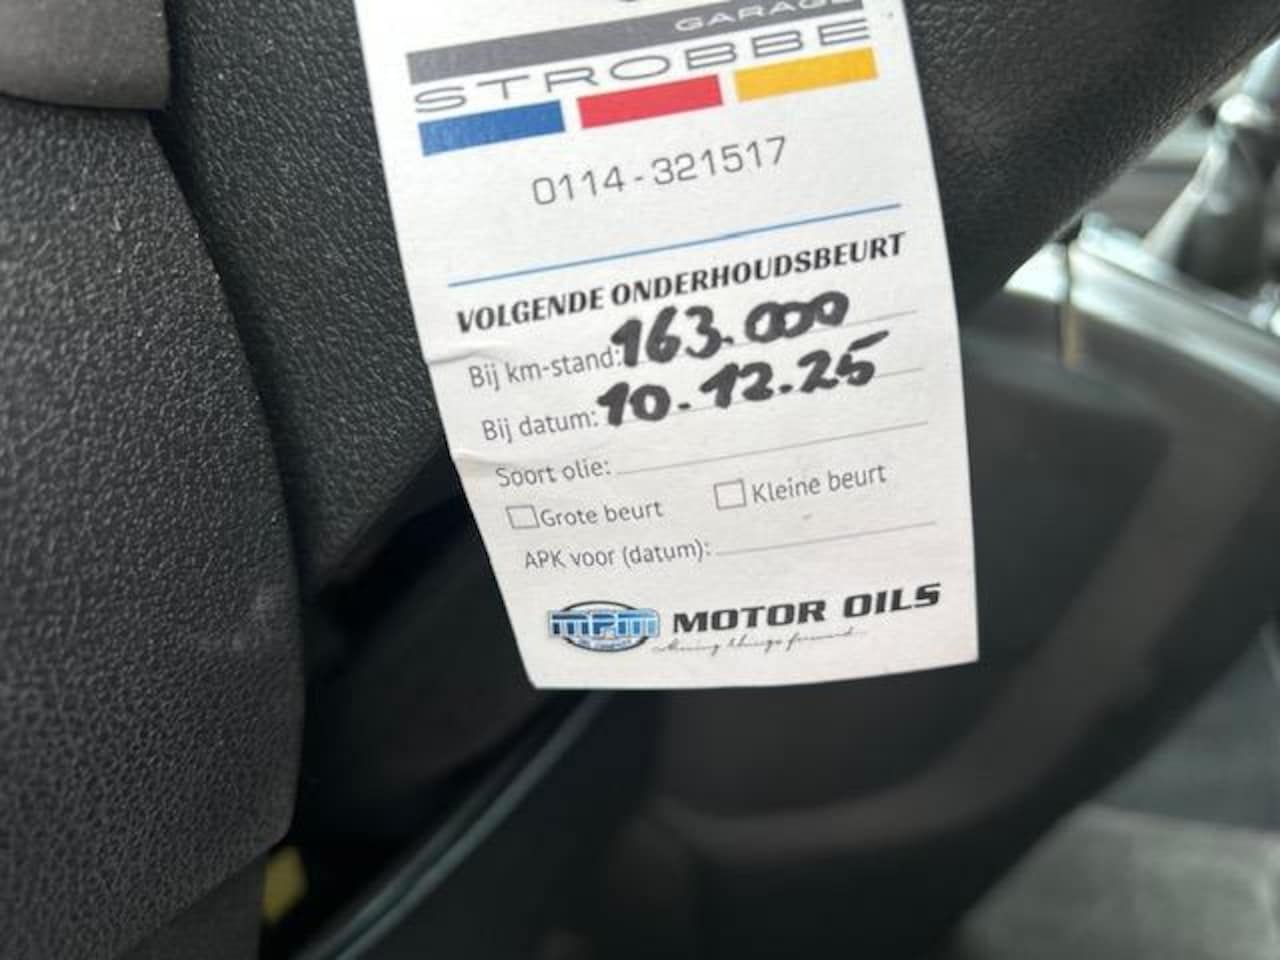 GARAGE
STROBBE
0114-321517
VOLGENDE ONDERHOUDSBEURT
Bij km-stand: 163.000
Bij datum: 10.12.25
Soort olie:
Grote beurt Kleine beurt
APK voor (datum):
MPM MOTOR OILS